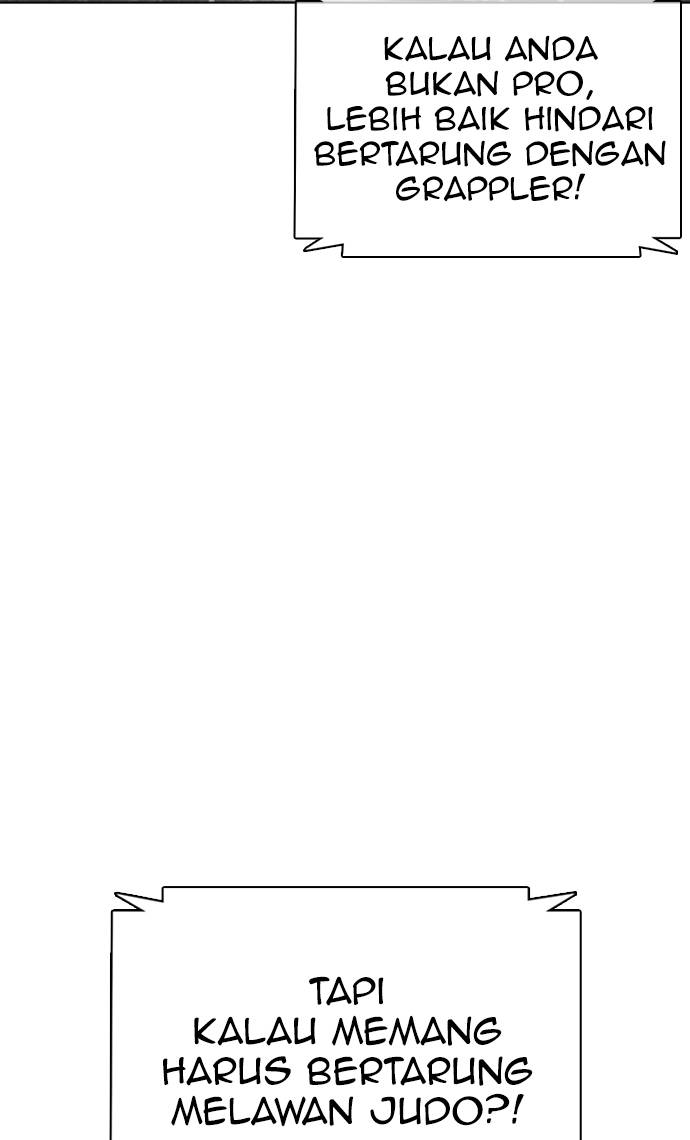 KALAU ANDA
BUKAN PRO,
LEBIH BAIK HINDARI
BERTARUNG DENGAN
GRAPPLER!
TAPI
KALAU MEMANG
HARUS BERTARUNG
MELAWAN JUDO?!